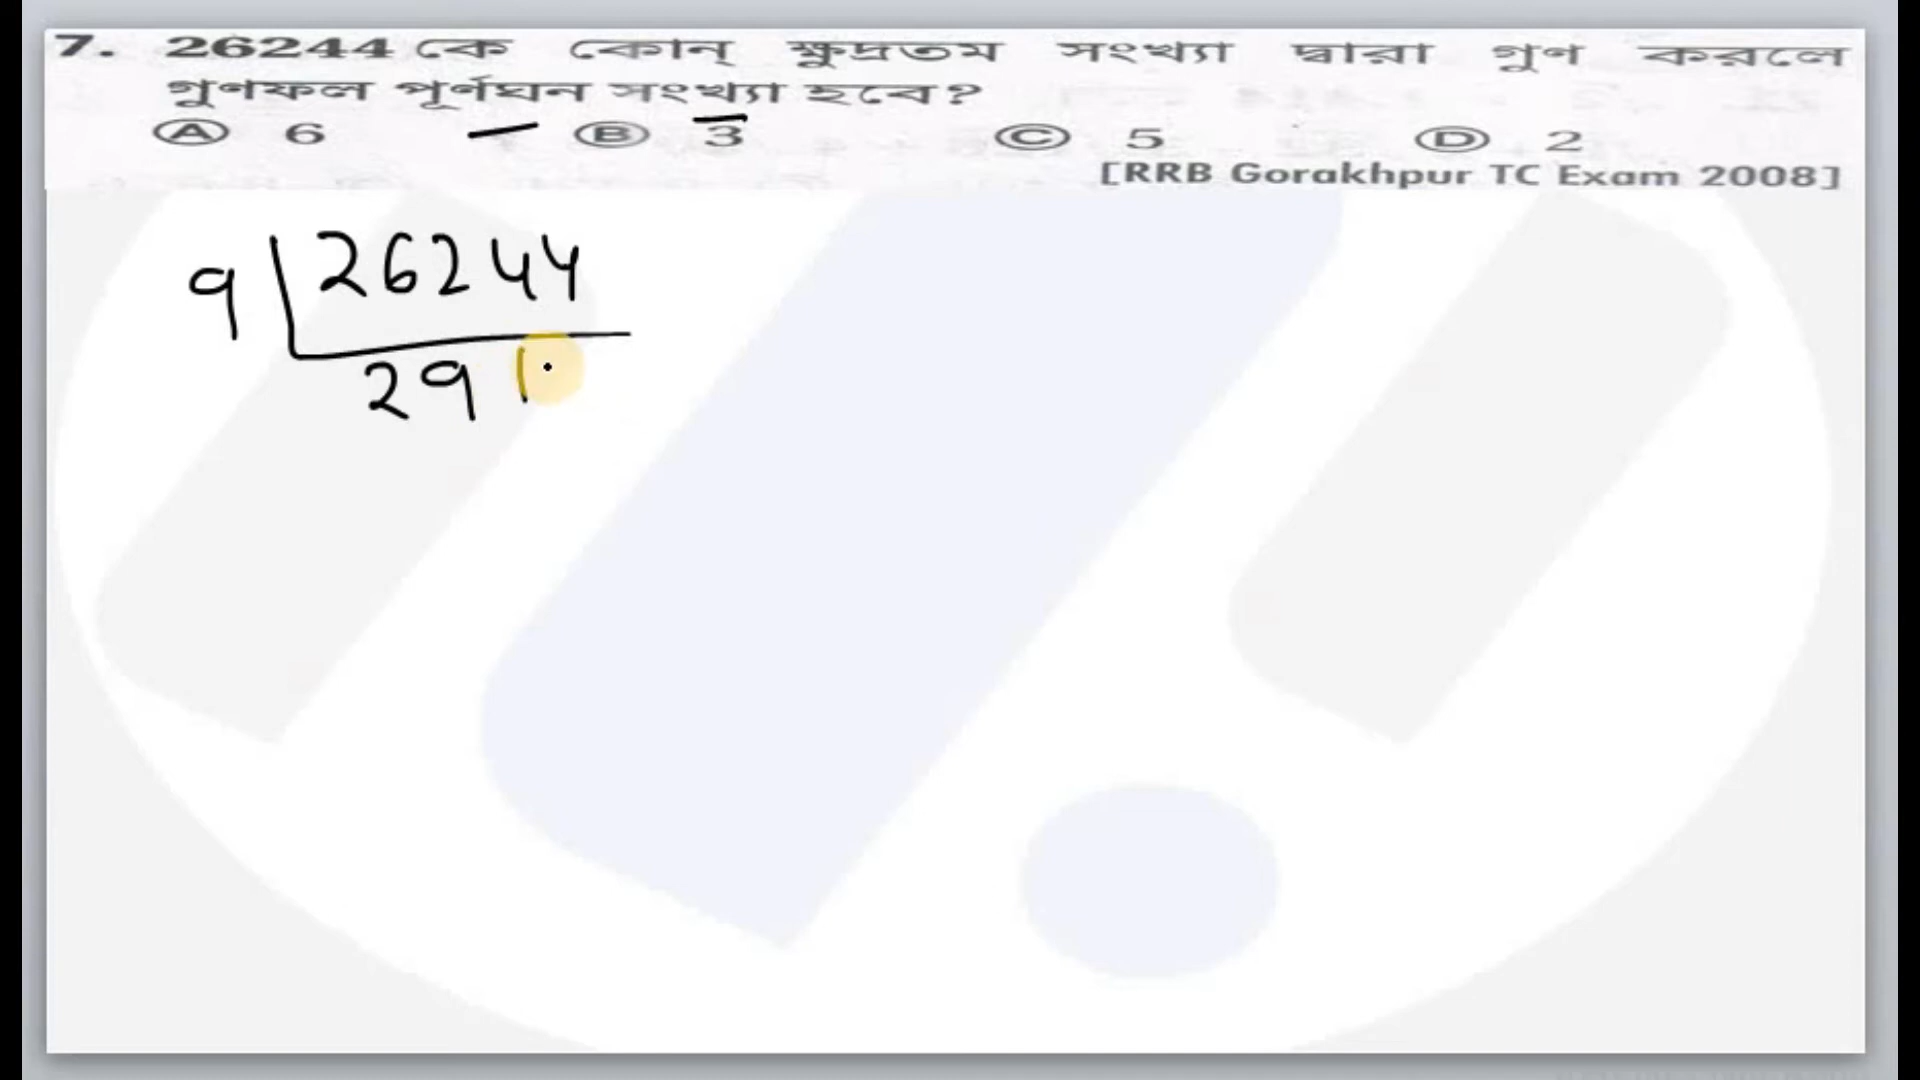 7. 26244 কে কোন্ ক্ষুদ্রতম সংখ্যা দ্বারা গুণ করলে
গুণফল পূর্ণঘন সংখ্যা হবে?
Ⓐ 6 Ⓑ 3 Ⓒ 5 Ⓓ 2
[RRB Gorakhpur TC Exam 2008]
9 26244
29 1